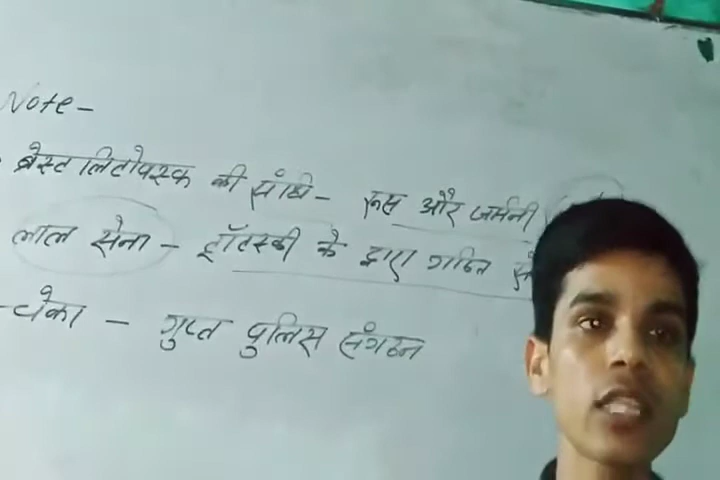 Note-
ब्रेस्ट लिटोवस्क की संधि- रूस और जर्मनी
लाल सेना - ट्रॉटस्की के द्वारा गठित
- चेका - गुप्त पुलिस संगठन